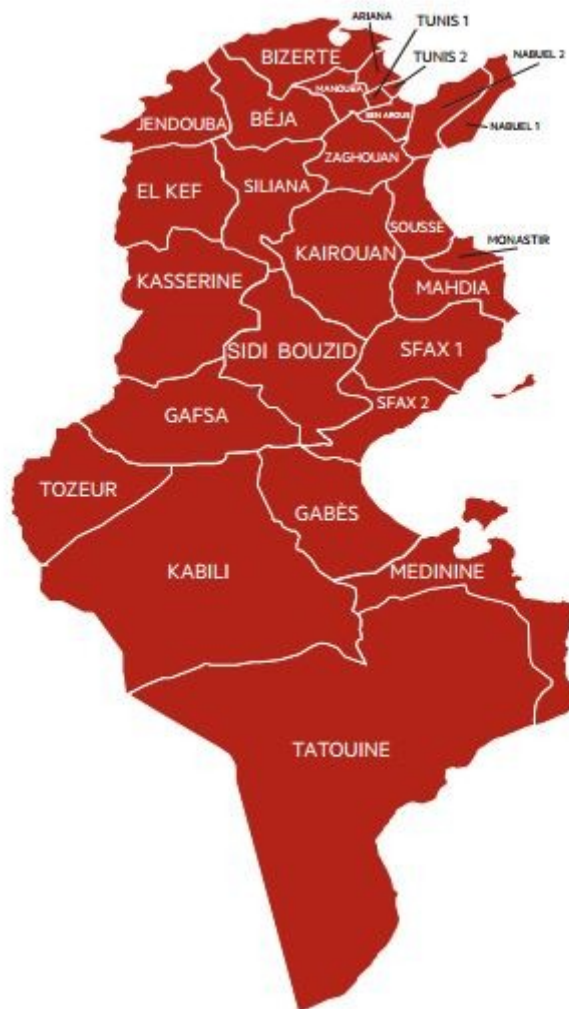 ARIANA
TUNIS 1
TUNIS 2
BIZERTE
NABUEL 2
MANOUBA
BEN AROUS
NABUEL 1
JENDOUBA
BÉJA
ZAGHOUAN
EL KEF
SILIANA
SOUSSE
MONASTIR
KAIROUAN
KASSERINE
MAHDIA
SIDI BOUZID
SFAX 1
SFAX 2
GAFSA
TOZEUR
GABÈS
KABILI
MEDININE
TATOUINE